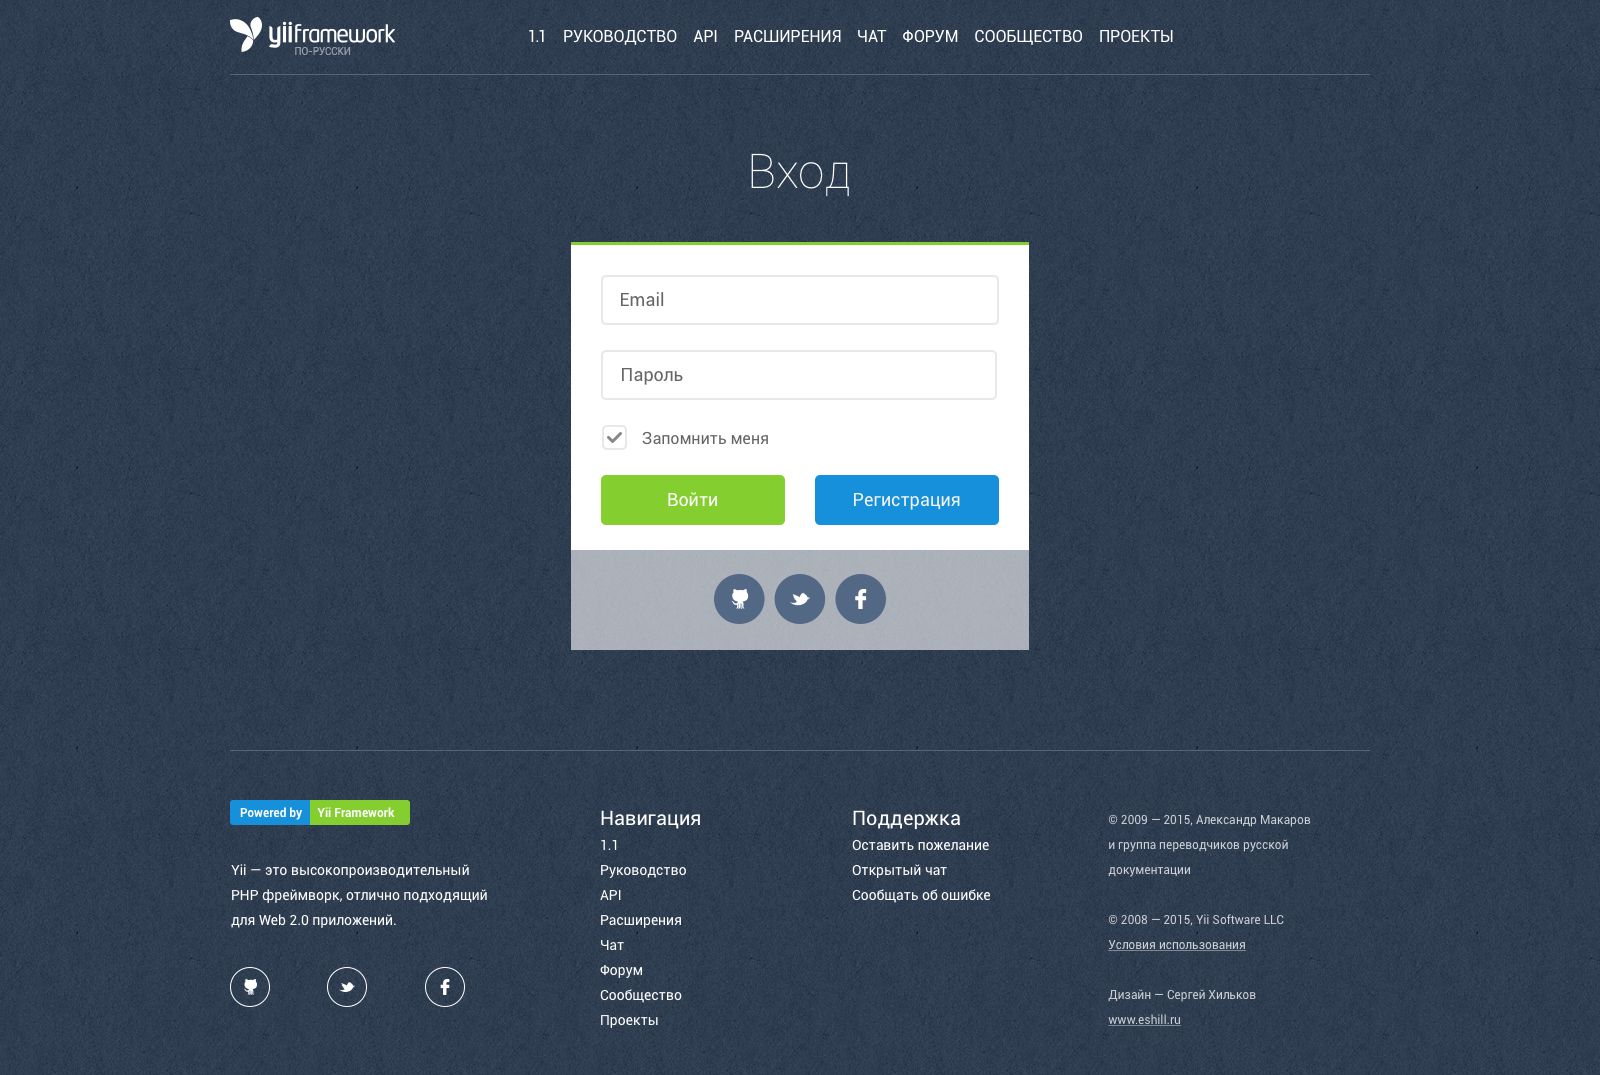 yiiframework
ПО-РУССКИ
1.1 РУКОВОДСТВО API РАСШИРЕНИЯ ЧАТ ФОРУМ СООБЩЕСТВО ПРОЕКТЫ
Вход
Email
Пароль
Запомнить меня
Войти
Регистрация
Powered by Yii Framework
Yii — это высокопроизводительный
PHP фреймворк, отлично подходящий
для Web 2.0 приложений.
Навигация
1.1
Руководство
API
Расширения
Чат
Форум
Сообщество
Проекты
Поддержка
Оставить пожелание
Открытый чат
Сообщать об ошибке
© 2009 — 2015, Александр Макаров
и группа переводчиков русской
документации
© 2008 — 2015, Yii Software LLC
Условия использования
Дизайн — Сергей Хильков
www.eshill.ru